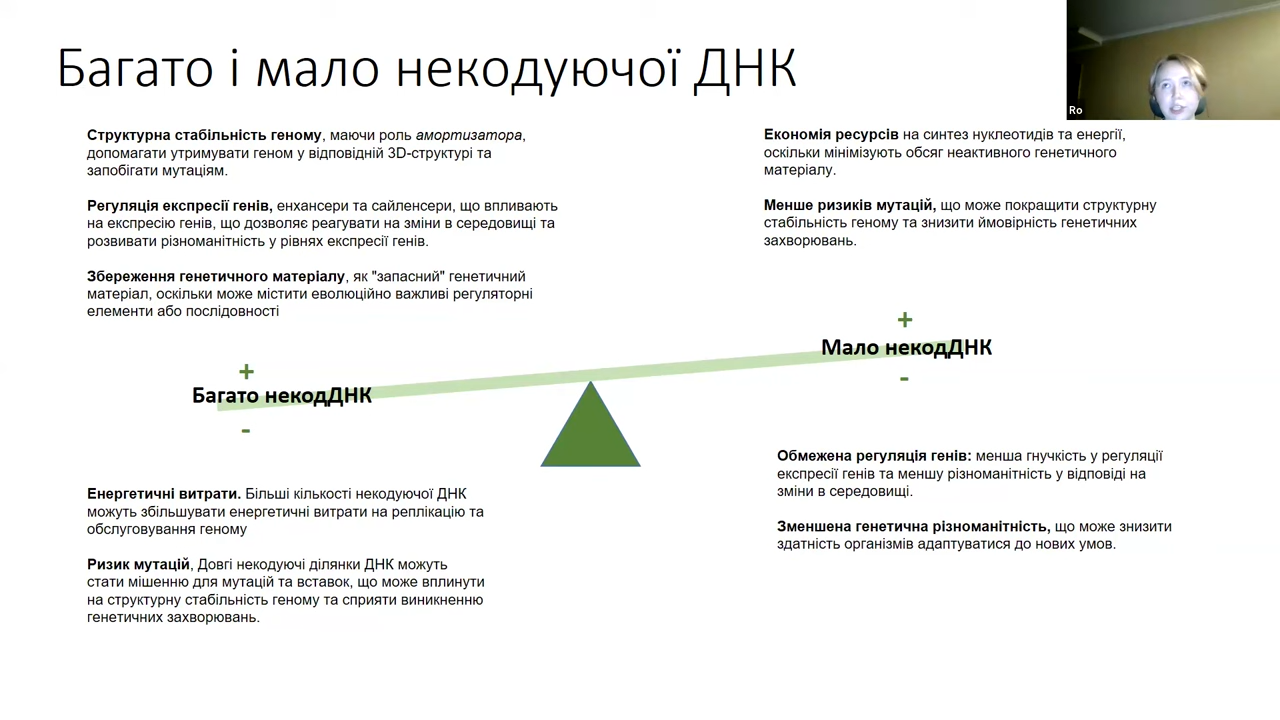 Багато і мало некодуючої ДНК
Ro
Структурна стабільність геному, маючи роль амортизатора,
допомагати утримувати геном у відповідній 3D-структурі та
запобігати мутаціям.
Регуляція експресії генів, енхансери та сайленсери, що впливають
на експресію генів, що дозволяє реагувати на зміни в середовищі та
розвивати різноманітність у рівнях експресії генів.
Збереження генетичного матеріалу, як "запасний" генетичний
матеріал, оскільки може містити еволюційно важливі регуляторні
елементи або послідовності
Економія ресурсів на синтез нуклеотидів та енергії,
оскільки мінімізують обсяг неактивного генетичного
матеріалу.
Менше ризиків мутацій, що може покращити структурну
стабільність геному та знизити ймовірність генетичних
захворювань.
+
Багато некодДНК
-
+
Мало некодДНК
-
Енергетичні витрати. Більші кількості некодуючої ДНК
можуть збільшувати енергетичні витрати на реплікацію та
обслуговування геному
Ризик мутацій, Довгі некодуючі ділянки ДНК можуть
стати мішенню для мутацій та вставок, що може вплинути
на структурну стабільність геному та сприяти виникненню
генетичних захворювань.
Обмежена регуляція генів: менша гнучкість у регуляції
експресії генів та меншу різноманітність у відповіді на
зміни в середовищі.
Зменшена генетична різноманітність, що може знизити
здатність організмів адаптуватися до нових умов.